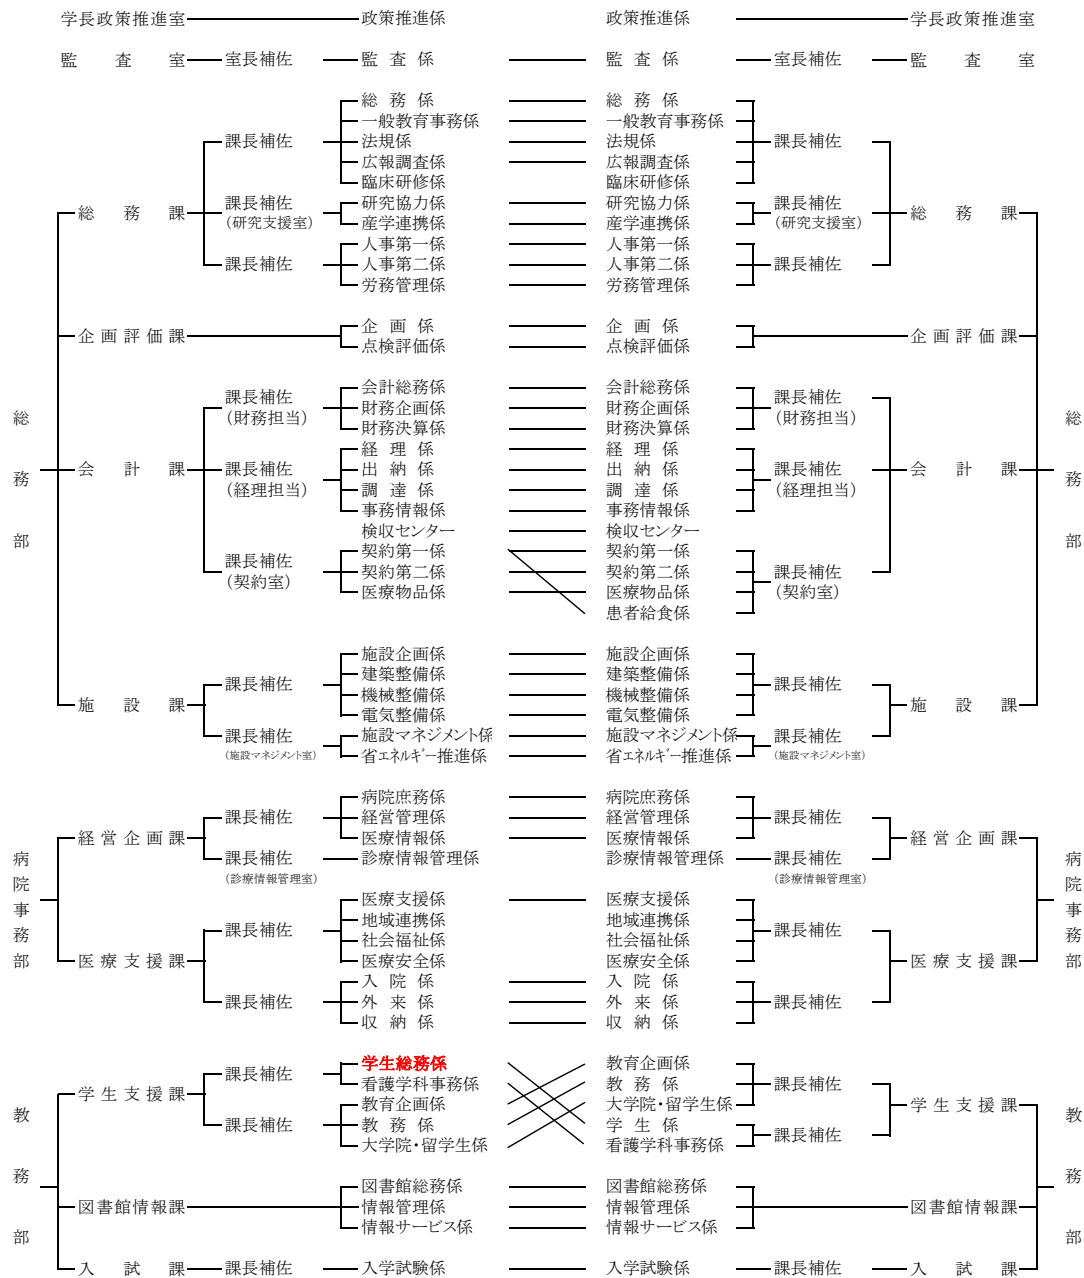 学長政策推進室 政策推進係 政策推進係 学長政策推進室
監査室 室長補佐 監査係 監査係 室長補佐 監査室
総務係 総務係
一般教育事務係 一般教育事務係
課長補佐 法規係 法規係 課長補佐
広報調査係 広報調査係
臨床研修係 臨床研修係
課長補佐 研究協力係 研究協力係 課長補佐
総務課 総務課
(研究支援室) 産学連携係 産学連携係 (研究支援室)
人事第一係 人事第一係
課長補佐 人事第二係 人事第二係 課長補佐
労務管理係 労務管理係
企画係 企画係
企画評価課 企画評価課
点検評価係 点検評価係
会計総務係 会計総務係
課長補佐 課長補佐
財務企画係 財務企画係
総務部 (財務担当) (財務担当) 総務部
財務決算係 財務決算係
経理係 経理係
会計課 課長補佐 出納係 出納係 課長補佐 会計課
(経理担当) 調達係 調達係 (経理担当)
事務情報係 事務情報係
検収センター 検収センター
契約第一係 契約第一係
課長補佐 契約第二係 契約第二係 課長補佐
(契約室) 医療物品係 医療物品係 (契約室)
患者給食係
施設企画係 施設企画係
建築整備係 建築整備係
課長補佐 課長補佐
機械整備係 機械整備係
施設課 施設課
電気整備係 電気整備係
課長補佐 施設マネジメント係 施設マネジメント係 課長補佐
(施設マネジメント室) 省エネルギー推進係 省エネルギー推進係 (施設マネジメント室)
病院庶務係 病院庶務係
課長補佐 経営管理係 経営管理係 課長補佐
経営企画課 医療情報係 医療情報係 経営企画課
課長補佐 診療情報管理係 診療情報管理係 課長補佐
(診療情報管理室) (診療情報管理室)
病院事務部 医療支援係 医療支援係 病院事務部
地域連携係 地域連携係
課長補佐 課長補佐
社会福祉係 社会福祉係
医療支援課 医療安全係 医療安全係 医療支援課
入院係 入院係
課長補佐 外来係 外来係 課長補佐
収納係 収納係
学生総務係 教育企画係
課長補佐 看護学科事務係 教務係 課長補佐
学生支援課 教育企画係 大学院・留学生係 学生支援課
課長補佐 教務係 学生係 課長補佐
大学院・留学生係 看護学科事務係
教務部 図書館総務係 図書館総務係 教務部
図書館情報課 情報管理係 情報管理係 図書館情報課
情報サービス係 情報サービス係
入試課 課長補佐 入学試験係 入学試験係 課長補佐 入試課